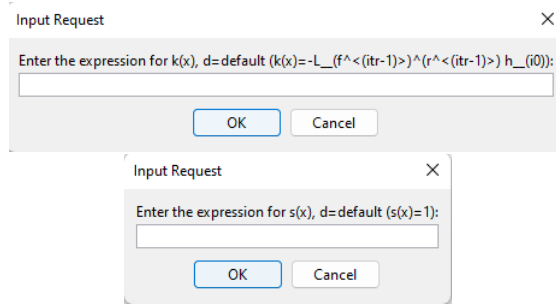 Input Request
Enter the expression for k(x), d=default (k(x)=-L__(f^<(itr-1)>)^(r^<(itr-1)>) h__(i0)):
OK Cancel
Input Request
Enter the expression for s(x), d=default (s(x)=1):
OK Cancel